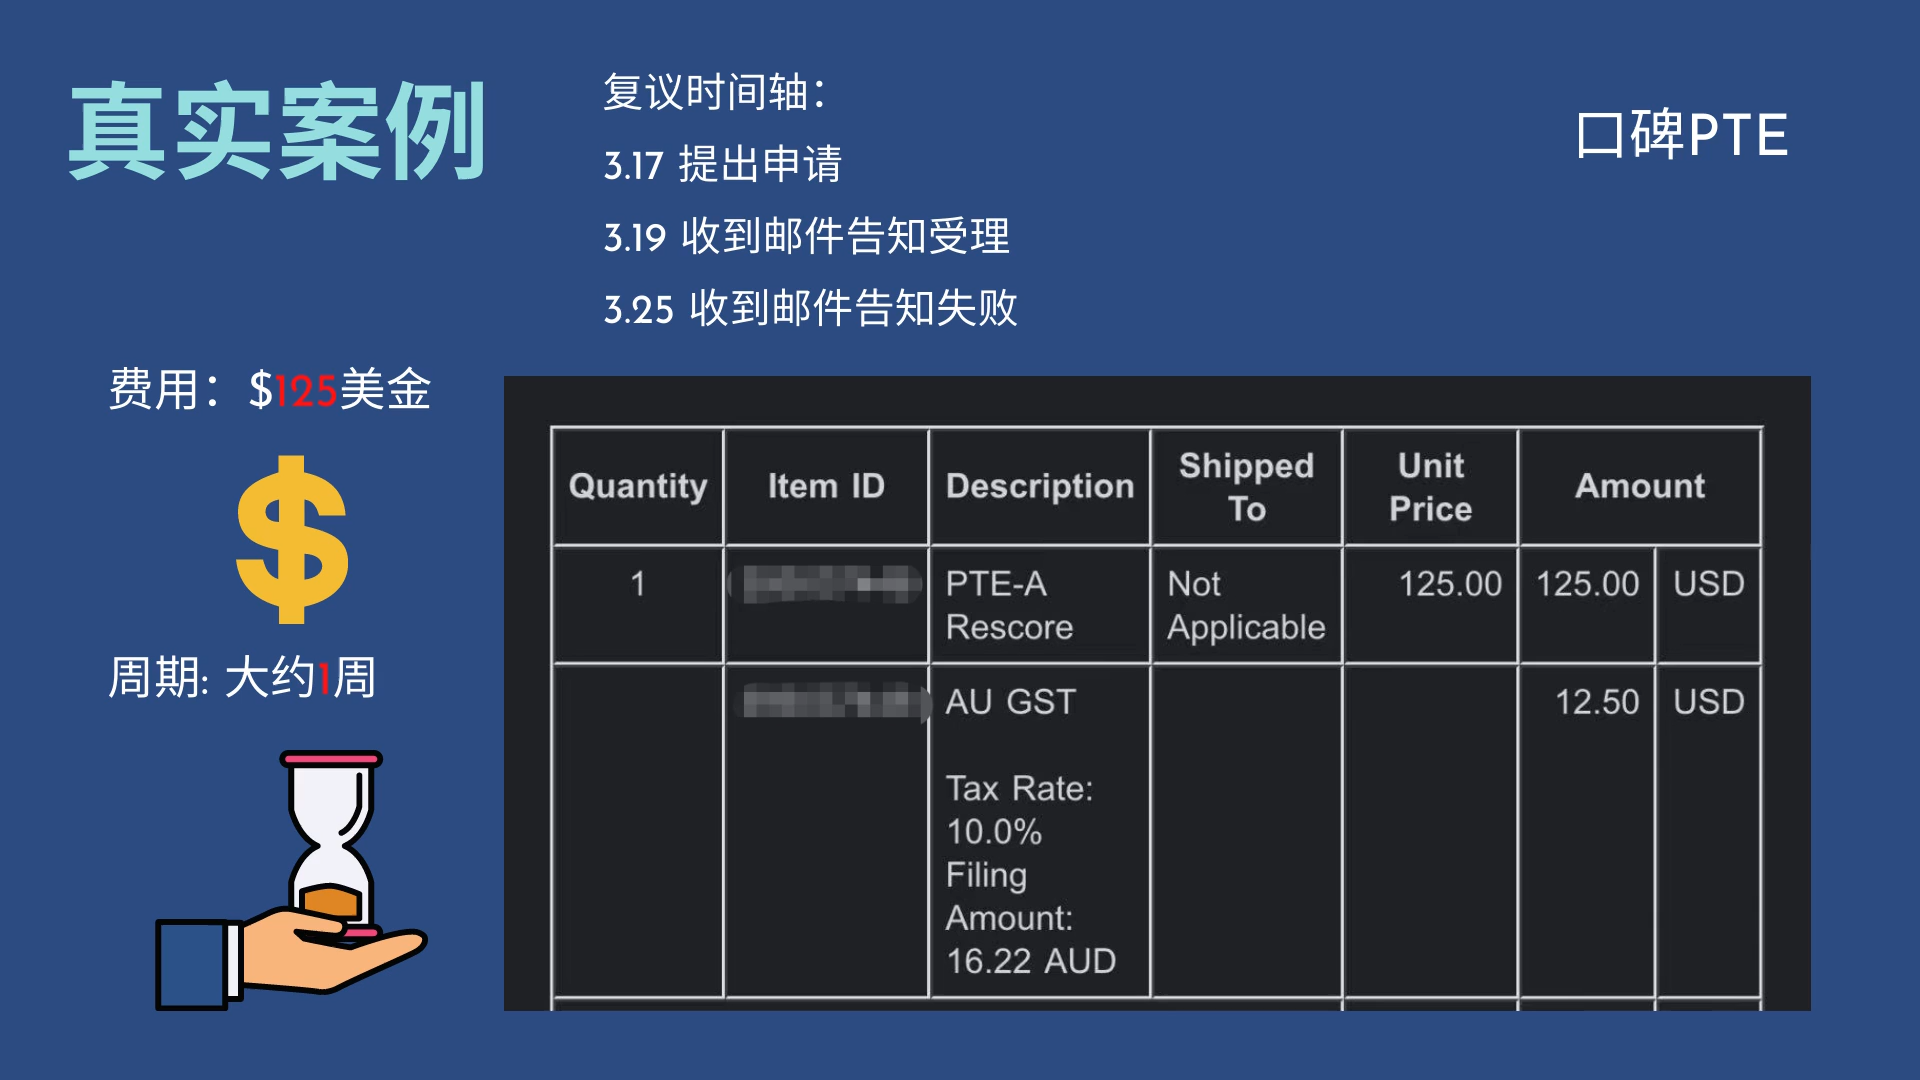 真实案例
复议时间轴：
3.17 提出申请
3.19 收到邮件告知受理
3.25 收到邮件告知失败
口碑PTE
费用：$125美金
$
周期: 大约1周
Quantity
Item ID
Description
Shipped
To
Unit
Price
Amount
1
PTE-A
Rescore
Not
Applicable
125.00
125.00
USD
AU GST
Tax Rate:
10.0%
Filing
Amount:
16.22 AUD
12.50
USD